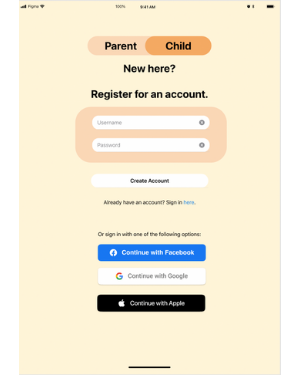 Figma
100%
9:41 AM
Parent
Child
New here?
Register for an account.
Username
Password
Create Account
Already have an account? Sign in here.
Or sign in with one of the following options:
Continue with Facebook
Continue with Google
Continue with Apple